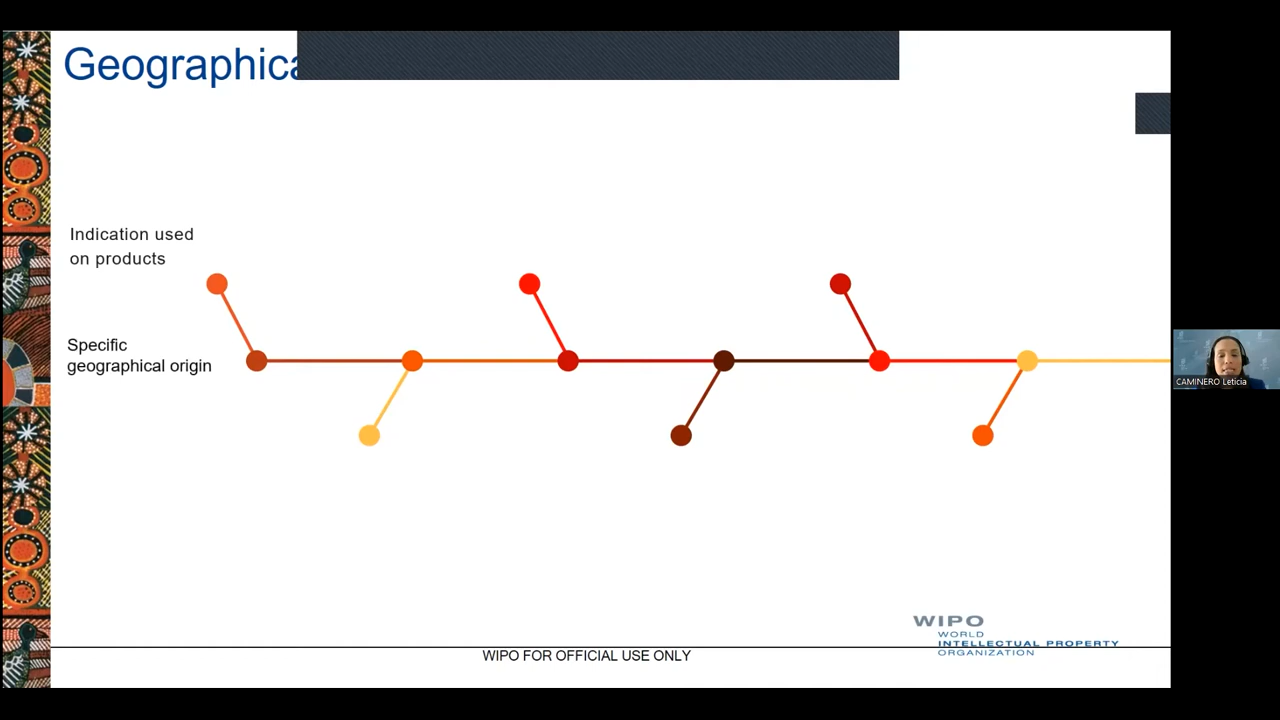 Geographica
Indication used
on products
Specific
geographical origin
CAMINERO Leticia
WIPO
WORLD
INTELLECTUAL PROPERTY
ORGANIZATION
WIPO FOR OFFICIAL USE ONLY